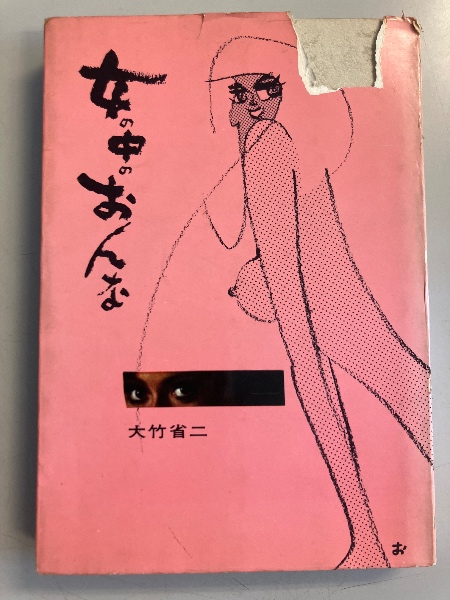 女の中のおんな
大竹省二
お